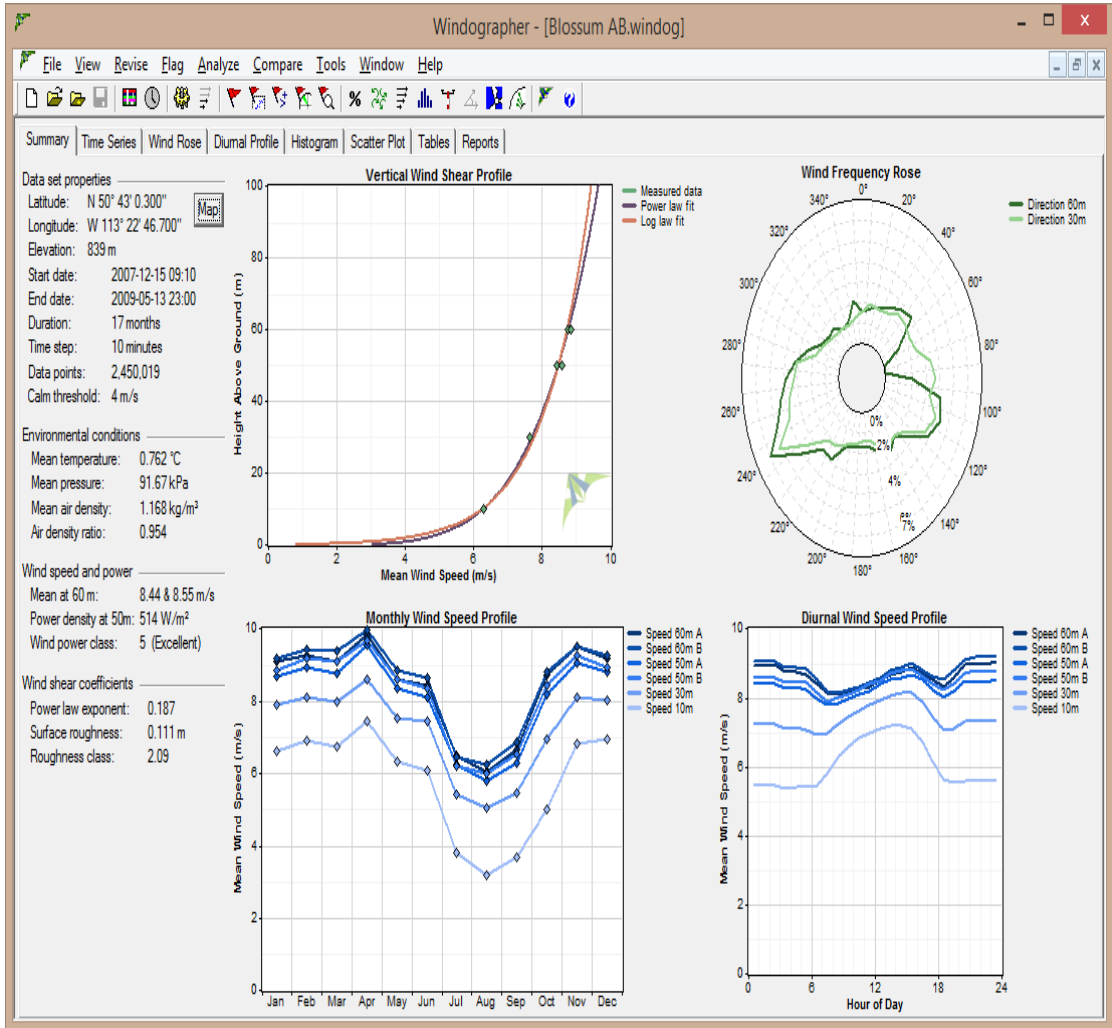 Windographer - [Blossum AB.windog]
File View Revise Flag Analyze Compare Tools Window Help
Summary Time Series Wind Rose Diurnal Profile Histogram Scatter Plot Tables Reports
Data set properties
Latitude: N 50° 43' 0.300"
Longitude: W 113° 22' 46.700"
Map
Elevation: 839 m
Start date: 2007-12-15 09:10
End date: 2009-05-13 23:00
Duration: 17 months
Time step: 10 minutes
Data points: 2,450,019
Calm threshold: 4 m/s
Environmental conditions
Mean temperature: 0.762 °C
Mean pressure: 91.67 kPa
Mean air density: 1.168 kg/m³
Air density ratio: 0.954
Wind speed and power
Mean at 60 m: 8.44 & 8.55 m/s
Power density at 50m: 514 W/m²
Wind power class: 5 (Excellent)
Wind shear coefficients
Power law exponent: 0.187
Surface roughness: 0.111 m
Roughness class: 2.09
Vertical Wind Shear Profile
Measured data
Power law fit
Log law fit
Height Above Ground (m)
100
80
60
40
20
0
0 2 4 6 8 10
Mean Wind Speed (m/s)
Wind Frequency Rose
Direction 60m
Direction 30m
0°
20°
40°
60°
80°
100°
120°
140°
160°
180°
200°
220°
240°
260°
280°
300°
320°
340°
0%
2%
4%
7%
Monthly Wind Speed Profile
Speed 60m A
Speed 60m B
Speed 50m A
Speed 50m B
Speed 30m
Speed 10m
Mean Wind Speed (m/s)
10
8
6
4
2
0
Jan Feb Mar Apr May Jun Jul Aug Sep Oct Nov Dec
Diurnal Wind Speed Profile
Speed 60m A
Speed 60m B
Speed 50m A
Speed 50m B
Speed 30m
Speed 10m
Mean Wind Speed (m/s)
10
8
6
4
2
0
0 6 12 18 24
Hour of Day